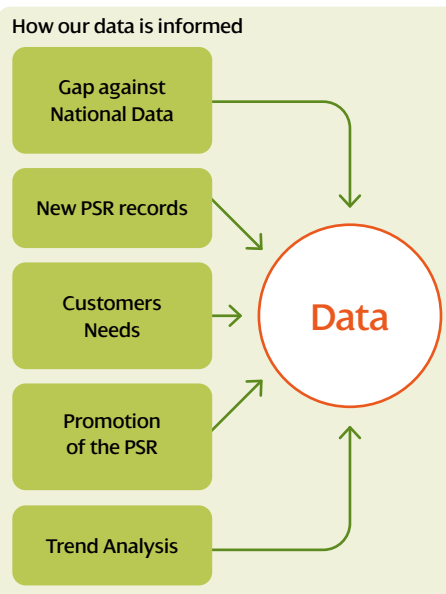 How our data is informed
Gap against
National Data
New PSR records
Customers
Needs
Promotion
of the PSR
Trend Analysis
Data